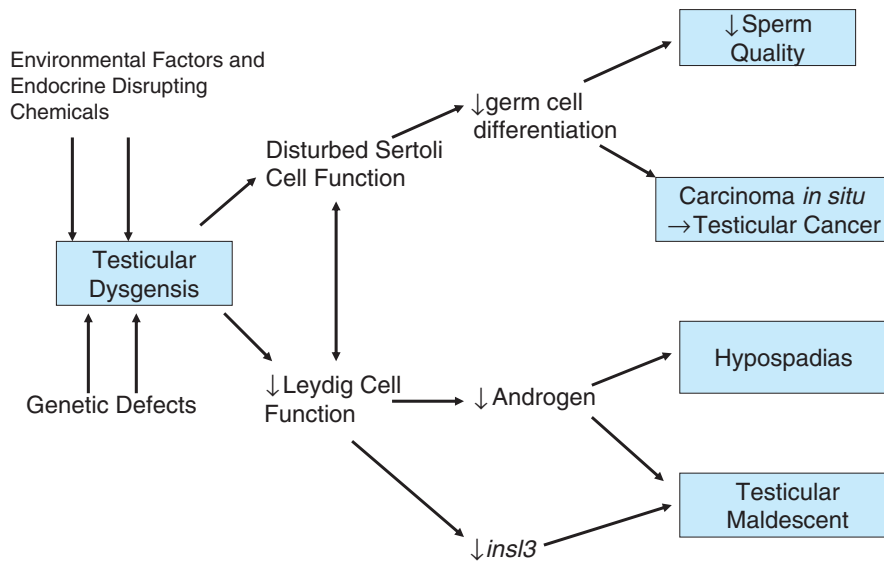 Environmental Factors and
Endocrine Disrupting
Chemicals
↓Sperm
Quality
↓germ cell
differentiation
Disturbed Sertoli
Cell Function
Carcinoma in situ
→Testicular Cancer
Testicular
Dysgensis
Genetic Defects
↓Leydig Cell
Function
↓Androgen
Hypospadias
Testicular
Maldescent
↓insl3